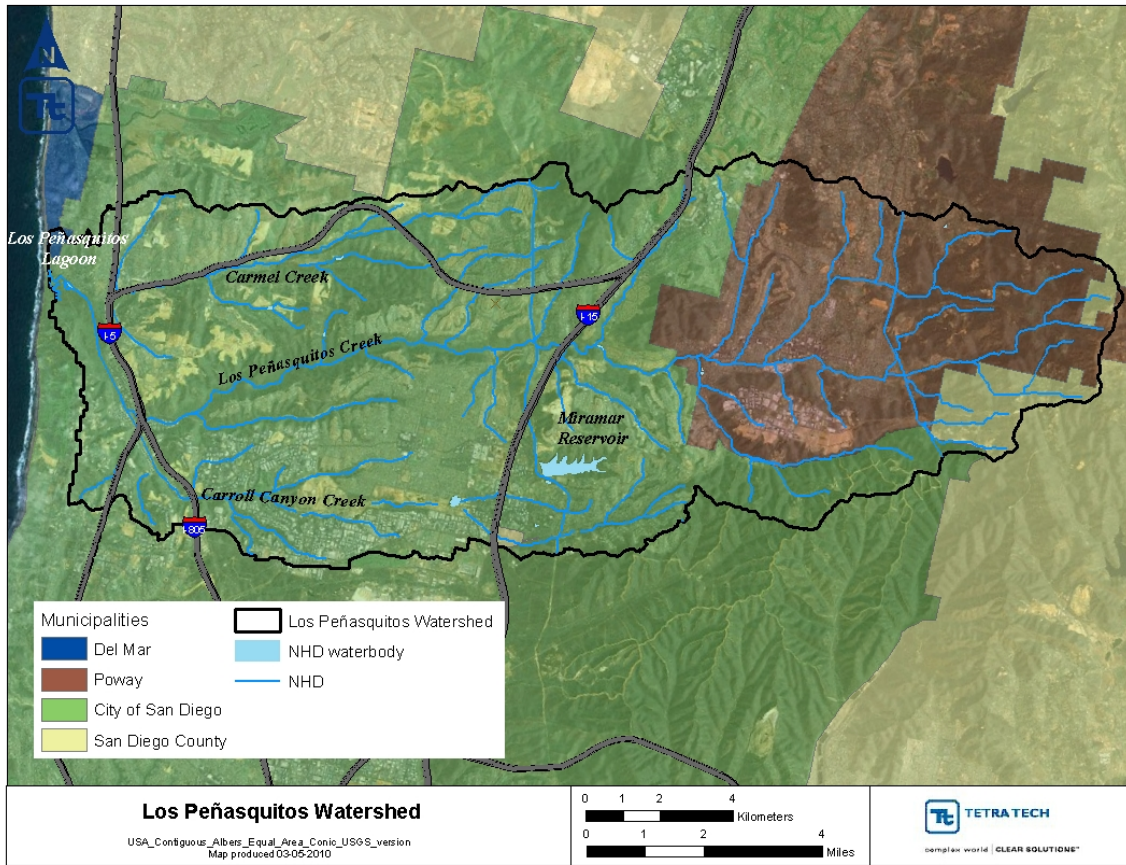 N
Tt
Los Peñasquitos
Lagoon
Carmel Creek
I-5
I-15
Los Peñasquitos Creek
Miramar
Reservoir
Carroll Canyon Creek
I-805
Municipalities
Del Mar
Poway
City of San Diego
San Diego County
Los Peñasquitos Watershed
NHD waterbody
NHD
Los Peñasquitos Watershed
USA_Contiguous_Albers_Equal_Area_Conic_USGS_version
Map produced 03-05-2010
0 1 2 4
Kilometers
0 1 2 4
Miles
Tt TETRA TECH
complex world | CLEAR SOLUTIONS™